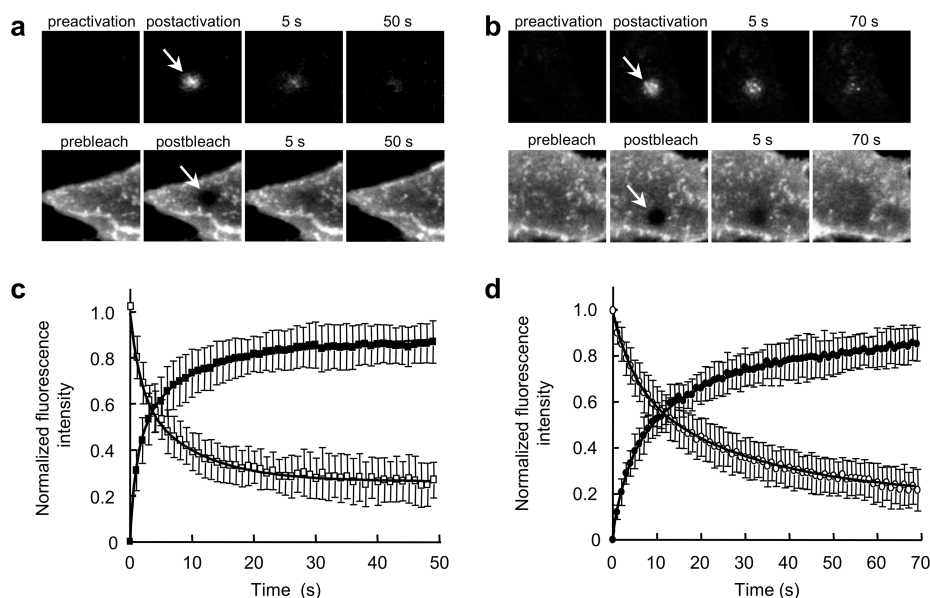 a
preactivation postactivation 5 s 50 s
prebleach postbleach 5 s 50 s
b
preactivation postactivation 5 s 70 s
prebleach postbleach 5 s 70 s
c
Normalized fluorescence
intensity
1.0
0.8
0.6
0.4
0.2
0
0 10 20 30 40 50
Time (s)
d
Normalized fluorescence
intensity
1.0
0.8
0.6
0.4
0.2
0
0 10 20 30 40 50 60 70
Time (s)